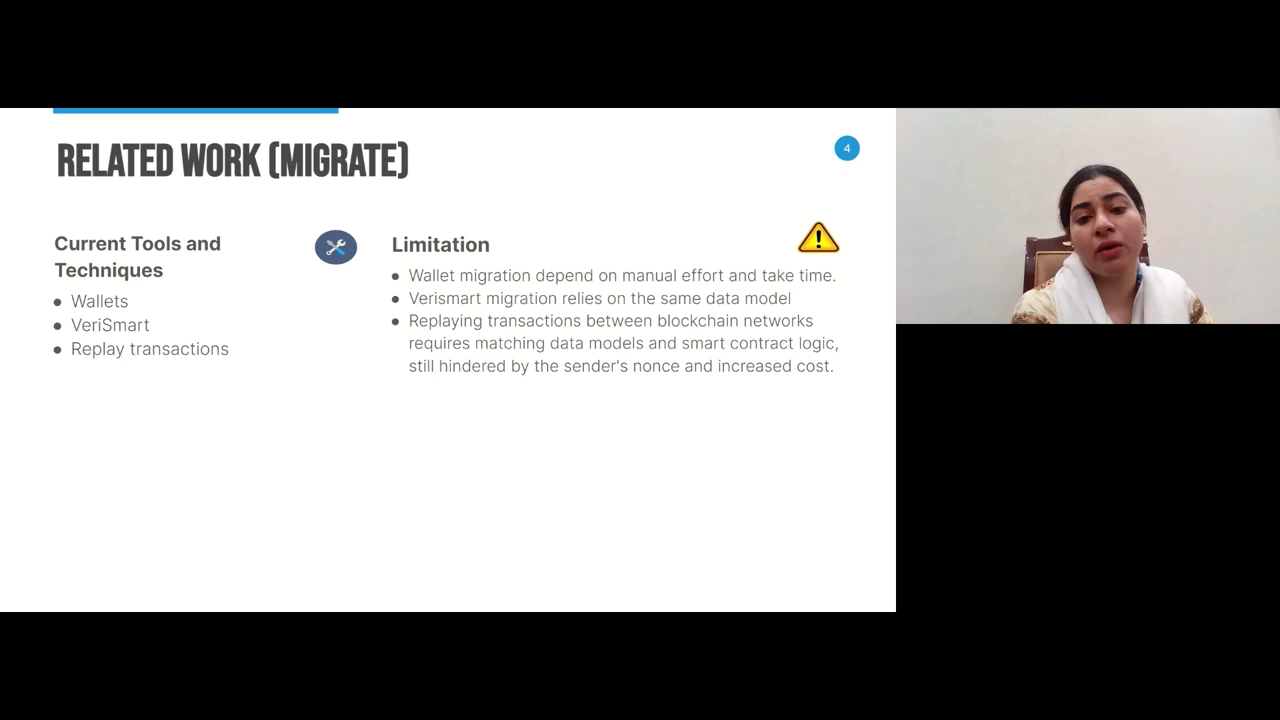 RELATED WORK (MIGRATE)
4
Current Tools and
Techniques
Wallets
VeriSmart
Replay transactions
Limitation
Wallet migration depend on manual effort and take time.
Verismart migration relies on the same data model
Replaying transactions between blockchain networks
requires matching data models and smart contract logic,
still hindered by the sender's nonce and increased cost.